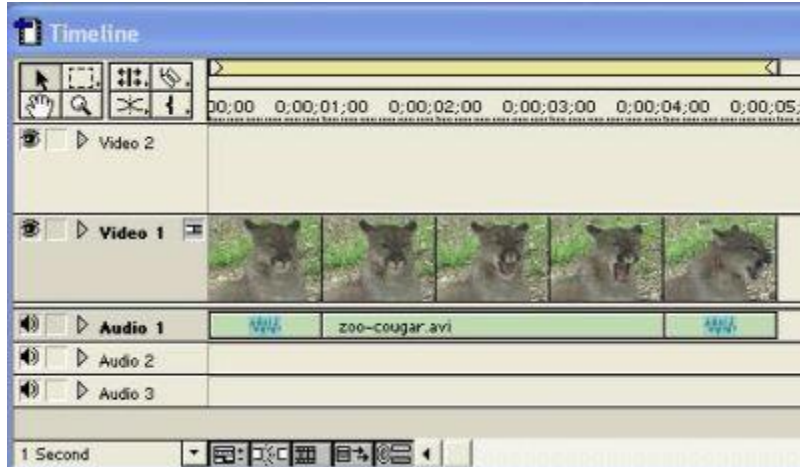 Timeline
00;00 0;00;01;00 0;00;02;00 0;00;03;00 0;00;04;00 0;00;05;
Video 2
Video 1
Audio 1 zoo-cougar.avi
Audio 2
Audio 3
1 Second